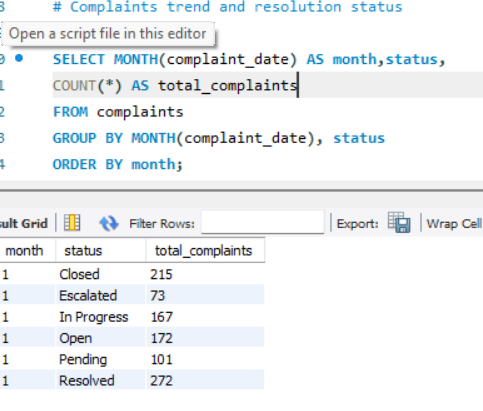 # Complaints trend and resolution status
Open a script file in this editor
SELECT MONTH(complaint_date) AS month,status,
COUNT(*) AS total_complaints
FROM complaints
GROUP BY MONTH(complaint_date), status
ORDER BY month;
sult Grid Filter Rows: Export: Wrap Cell
month status total_complaints
1 Closed 215
1 Escalated 73
1 In Progress 167
1 Open 172
1 Pending 101
1 Resolved 272